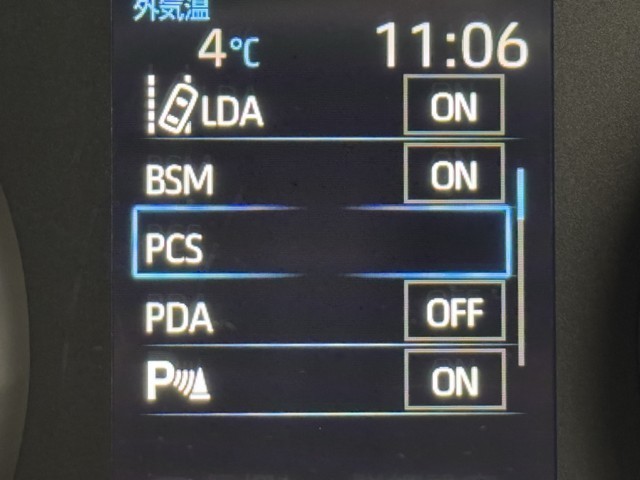 外気温
4℃ 11:06
LDA ON
BSM ON
PCS
PDA OFF
P ON